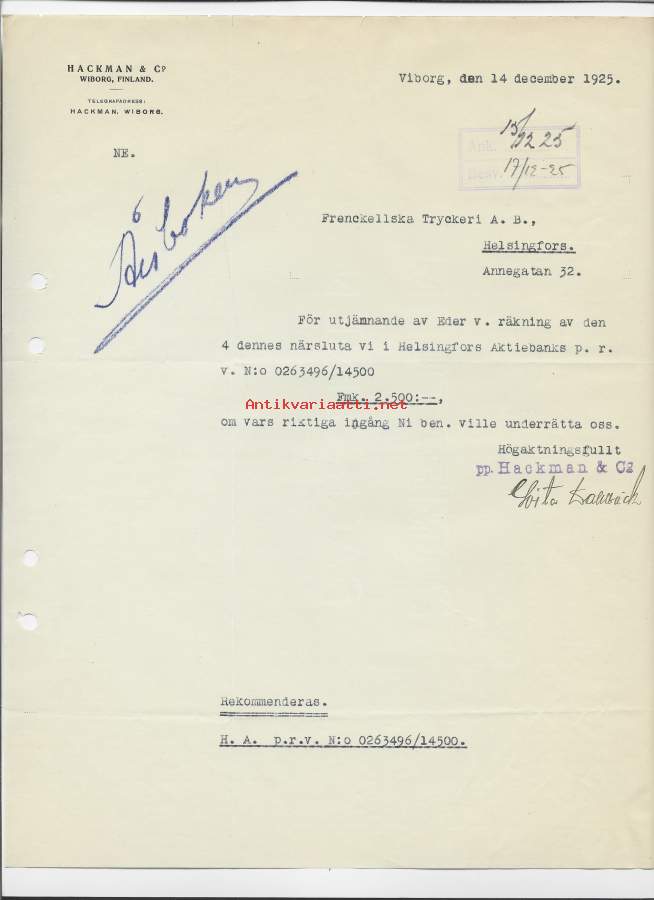 HACKMAN & Cº
WIBORG, FINLAND.
TELEGRAFADRESS:
HACKMAN, WIBORG.
Viborg, den 14 december 1925.
NE.
Ank. 15/12 25
Besv. 17/12-25
Frenckellska Tryckeri A. B.,
Helsingfors.
Annegatan 32.
För utjämnande av Eder v. räkning av den
4 dennes närsluta vi i Helsingfors Aktiebanks p. r.
v. N:o 0263496/14500
Fmk. 2.500:--,
Antikvariaatti.net
om vars riktiga ingång Ni ben. ville underrätta oss.
Högaktningsfullt
pp. Hackman & Cº
Rekommenderas.
H. A. p.r.v. N:o 0263496/14500.